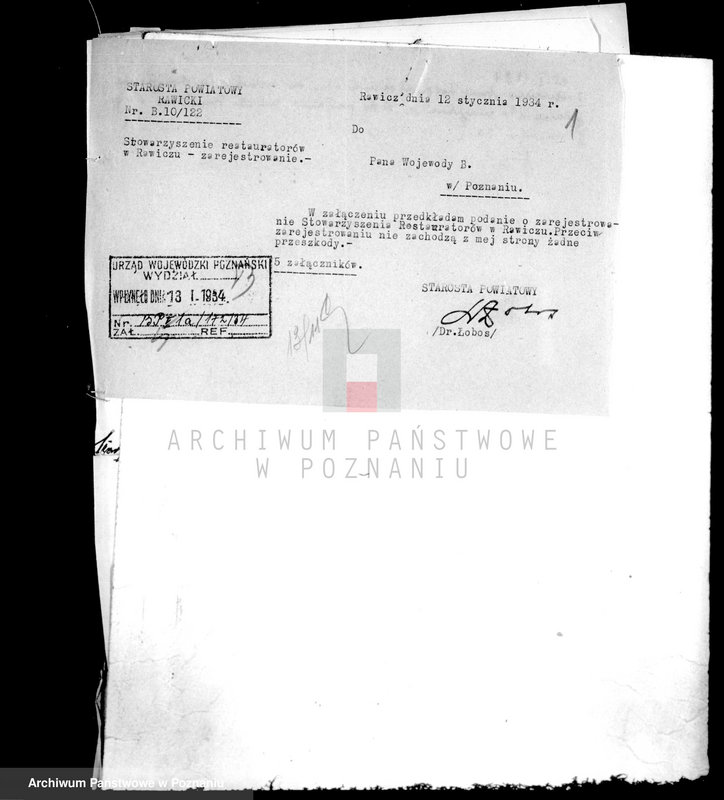 STAROSTA POWIATOWY
RAWICKI
Nr. B.10/122
Rawicz dnia 12 stycznia 1934 r.
1
Do
Stowarzyszenie restauratorów
w Rawiczu - zarejestrowanie.-
Pana Wojewody B.
w/ Poznaniu.
W załączeniu przedkładam podanie o zarejestrowa-
nie Stowarzyszenia Restauratorów w Rawiczu.Przeciw
zarejestrowaniu nie zachodzą z mej strony żadne
przeszkody.-
5 załączników.
URZĄD WOJEWÓDZKI POZNAŃSKI
WYDZIAŁ
WPŁYNĘŁO DNIA 13 I. 1934.
Nr.
ZAŁ. REF.
STAROSTA POWIATOWY
/Dr.Łobos/
ARCHIWUM PAŃSTWOWE
W POZNANIU
Archiwum Państwowe w Poznaniu